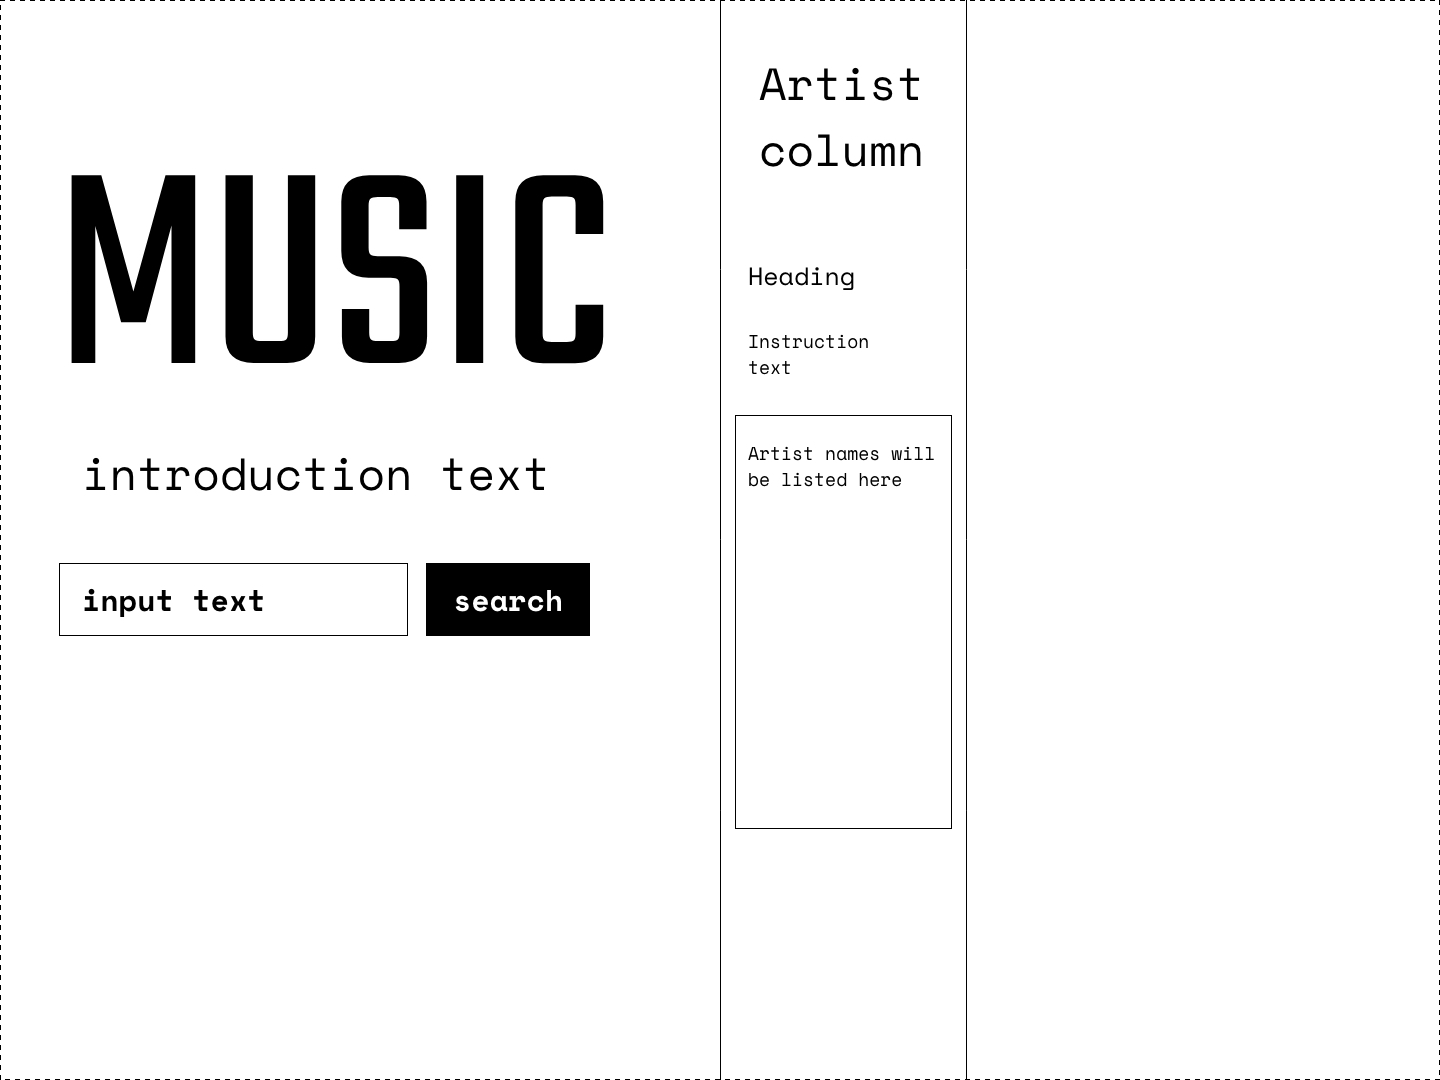 MUSIC
introduction text
input text
search
Artist
column
Heading
Instruction
text
Artist names will
be listed here